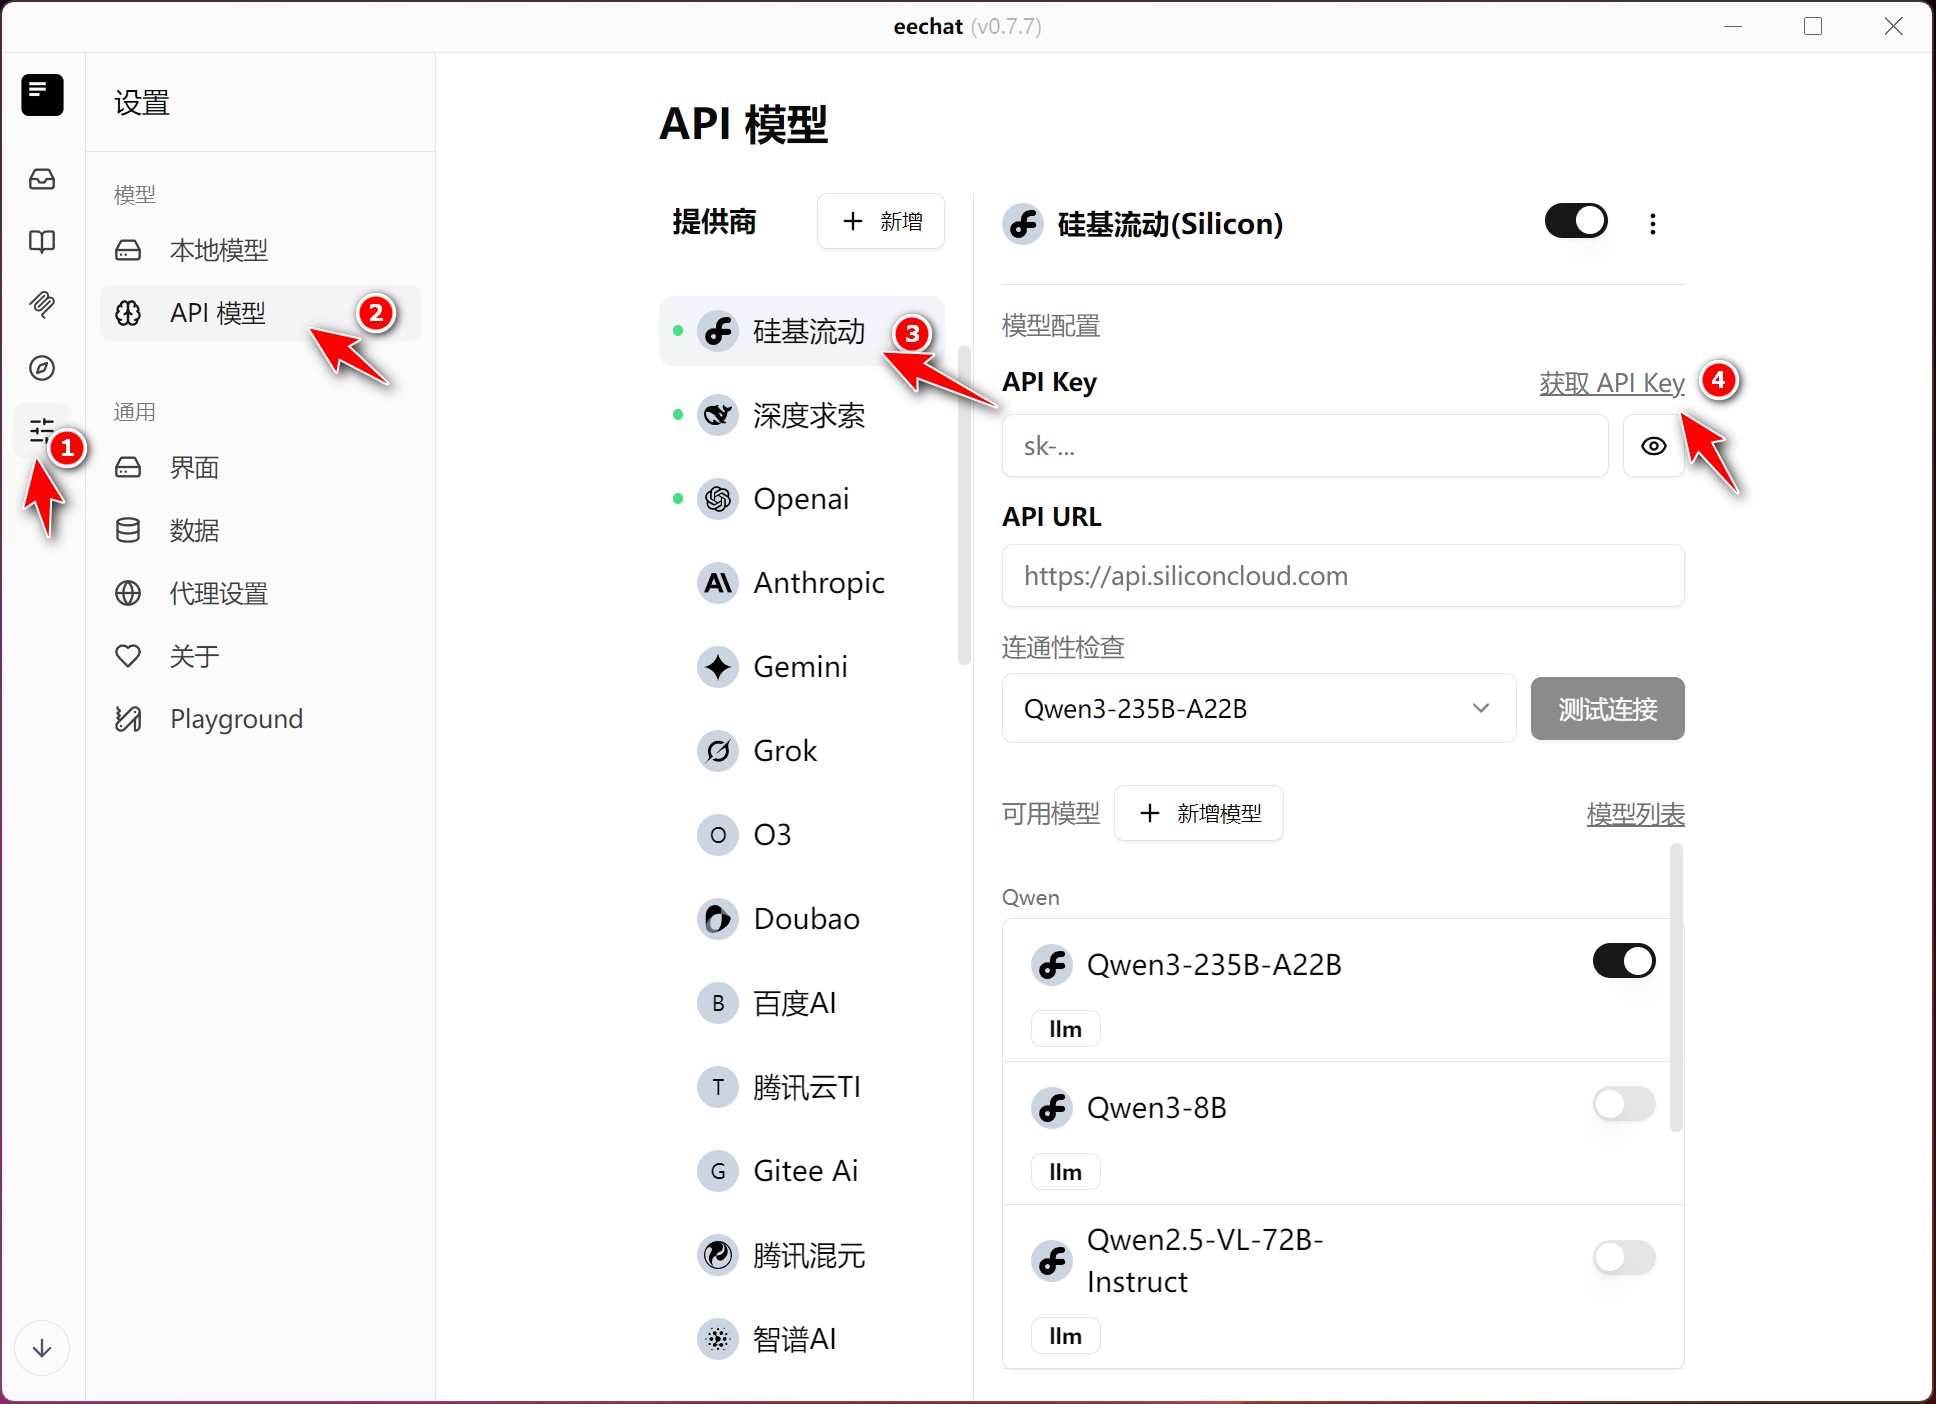 eechat (v0.7.7)
设置
模型
本地模型
API 模型
2
通用
1
界面
数据
代理设置
关于
Playground
API 模型
提供商
新增
硅基流动
3
深度求索
Openai
Anthropic
Gemini
Grok
O
O3
Doubao
B
百度AI
T
腾讯云TI
G
Gitee Ai
腾讯混元
智谱AI
硅基流动(Silicon)
模型配置
API Key
获取 API Key
4
sk-...
API URL
https://api.siliconcloud.com
连通性检查
Qwen3-235B-A22B
测试连接
可用模型
新增模型
模型列表
Qwen
Qwen3-235B-A22B
llm
Qwen3-8B
llm
Qwen2.5-VL-72B-
Instruct
llm